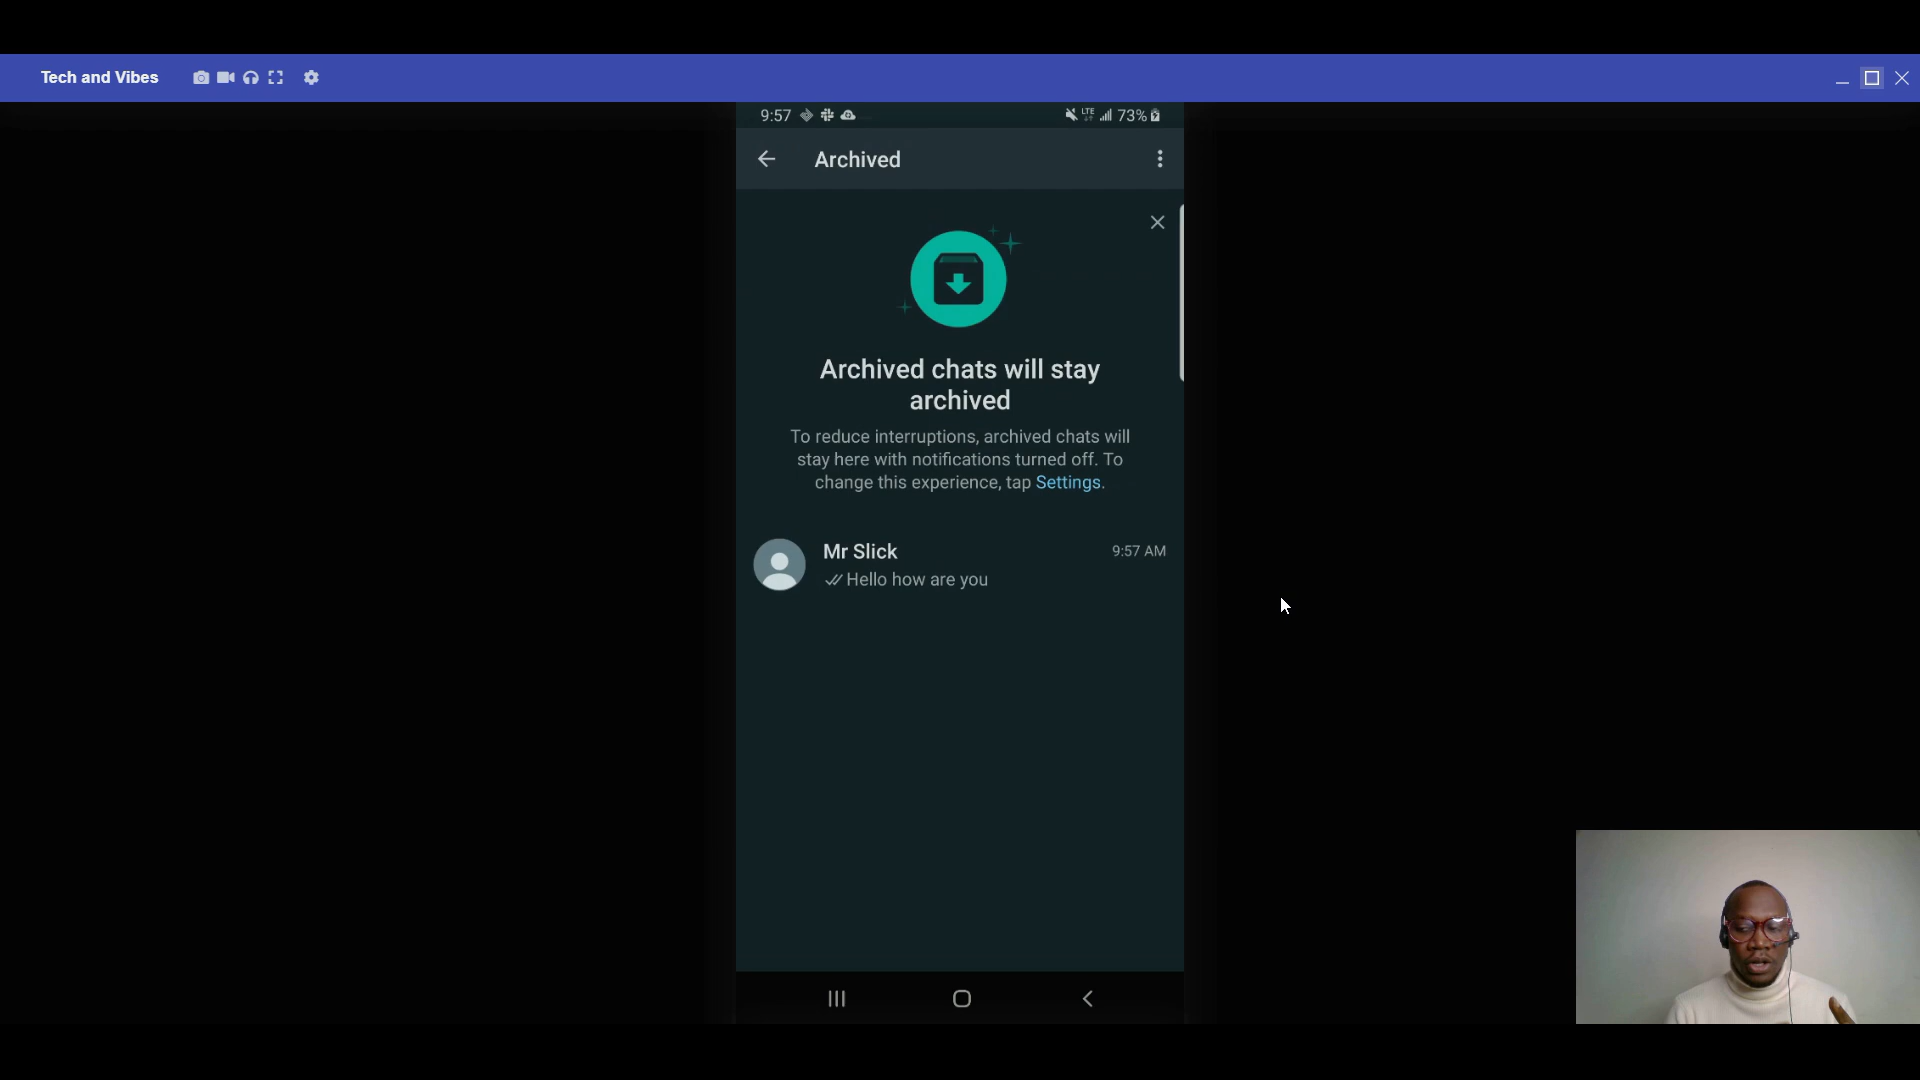 Tech and Vibes
9:57
LTE
73%
Archived
Archived chats will stay
archived
To reduce interruptions, archived chats will
stay here with notifications turned off. To
change this experience, tap Settings.
Mr Slick
9:57 AM
Hello how are you